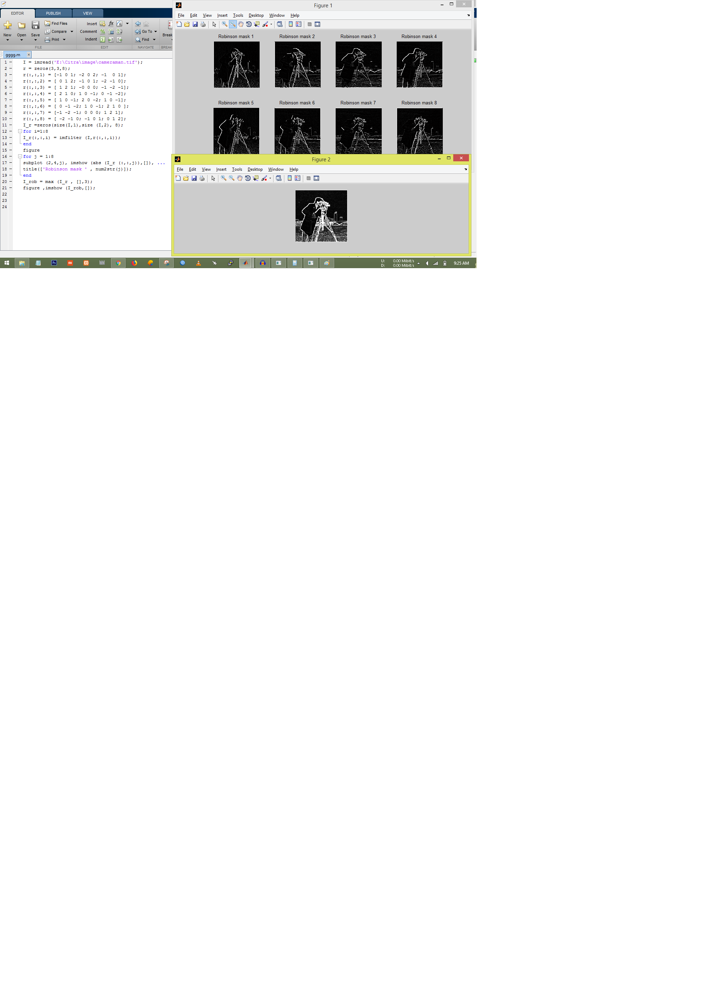 EDITOR PUBLISH VIEW
New Open Save Find Files Compare Print
Insert fx
Comment
Indent
Go To
Find
Break
FILE EDIT NAVIGATE BREAK
gggg.m
1 I = imread('E:\Citra\image\cameraman.tif');
2 r = zeros(3,3,8);
3 r(:,:,1) = [-1 0 1; -2 0 2; -1  0 1];
4 r(:,:,2) = [ 0 1 2; -1 0 1; -2 -1 0];
5 r(:,:,3) = [ 1 2 1; -0 0 0; -1 -2 -1];
6 r(:,:,4) = [ 2 1 0; 1 0 -1; 0 -1 -2];
7 r(:,:,5) = [ 1 0 -1; 2 0 -2; 1 0 -1];
8 r(:,:,6) = [ 0 -1 -2; 1 0 -1; 2 1 0 ];
9 r(:,:,7) = [-1 -2 -1; 0 0 0; 1 2 1];
10 r(:,:,8) = [ -2 -1 0; -1 0 1; 0 1 2];
11 I_r =zeros(size(I,1),size (I,2), 8);
12 for i=1:8
13 I_r(:,:,i) = imfilter (I,r(:,:,i));
14 end
15 figure
16 for j = 1:8
17 subplot (2,4,j), imshow (abs (I_r (:,:,j)),[]), ...
18 title(['Robinson mask ' , num2str(j)]);
19 end
20 I_rob = max (I_r , [],3);
21 figure ,imshow (I_rob,[]);
22
23
24
Figure 1
File Edit View Insert Tools Desktop Window Help
Robinson mask 1 Robinson mask 2 Robinson mask 3 Robinson mask 4
Robinson mask 5 Robinson mask 6 Robinson mask 7 Robinson mask 8
Figure 2
File Edit View Insert Tools Desktop Window Help
Ps mi
U: 0.00 Mibit/s
D: 0.00 Mibit/s
9:25 AM